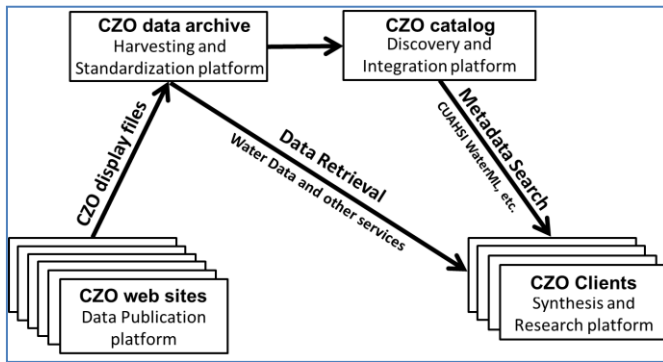 CZO data archive
Harvesting and
Standardization platform
CZO catalog
Discovery and
Integration platform
CZO display files
Data Retrieval
Water Data and other services
Metadata Search
CUAHSI WaterML, etc.
CZO web sites
Data Publication
platform
CZO Clients
Synthesis and
Research platform